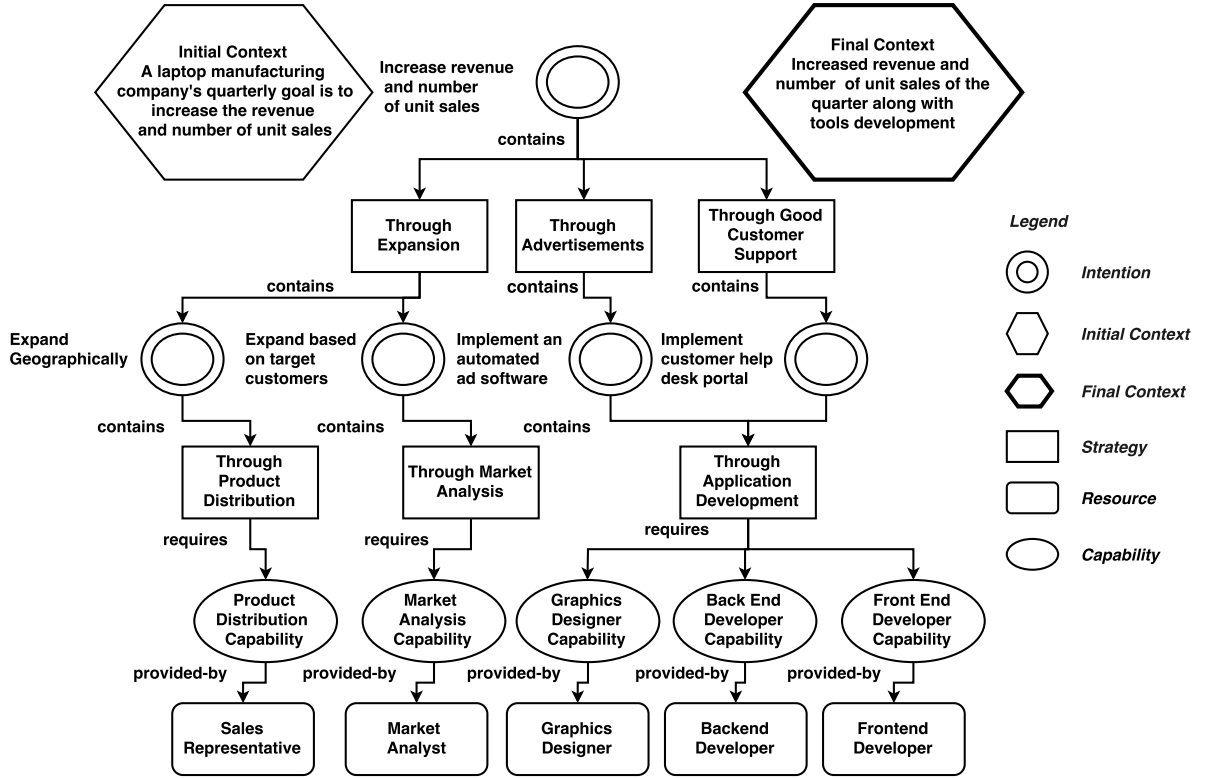 Initial Context
A laptop manufacturing
company's quarterly goal is to
increase the revenue
and number of unit sales
Increase revenue
and number
of unit sales
Final Context
Increased revenue and
number of unit sales of the
quarter along with
tools development
contains
Through
Expansion
Through
Advertisements
Through Good
Customer
Support
Legend
Intention
Initial Context
Final Context
Strategy
Resource
Capability
contains
contains
contains
Expand
Geographically
Expand based
on target
customers
Implement an
automated
ad software
Implement
customer help
desk portal
contains
contains
contains
Through
Product
Distribution
Through Market
Analysis
Through
Application
Development
requires
requires
requires
Product
Distribution
Capability
Market
Analysis
Capability
Graphics
Designer
Capability
Back End
Developer
Capability
Front End
Developer
Capability
provided-by
provided-by
provided-by
provided-by
provided-by
Sales
Representative
Market
Analyst
Graphics
Designer
Backend
Developer
Frontend
Developer